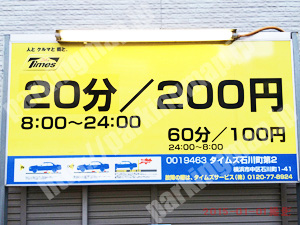 人と クルマと 街と。
Times
20分／200円
8:00～24:00
60分／100円
24:00～8:00
0019463 タイムズ石川町第2
横浜市中区石川町1-41
タイムズサービス(株) 0120-77-8924